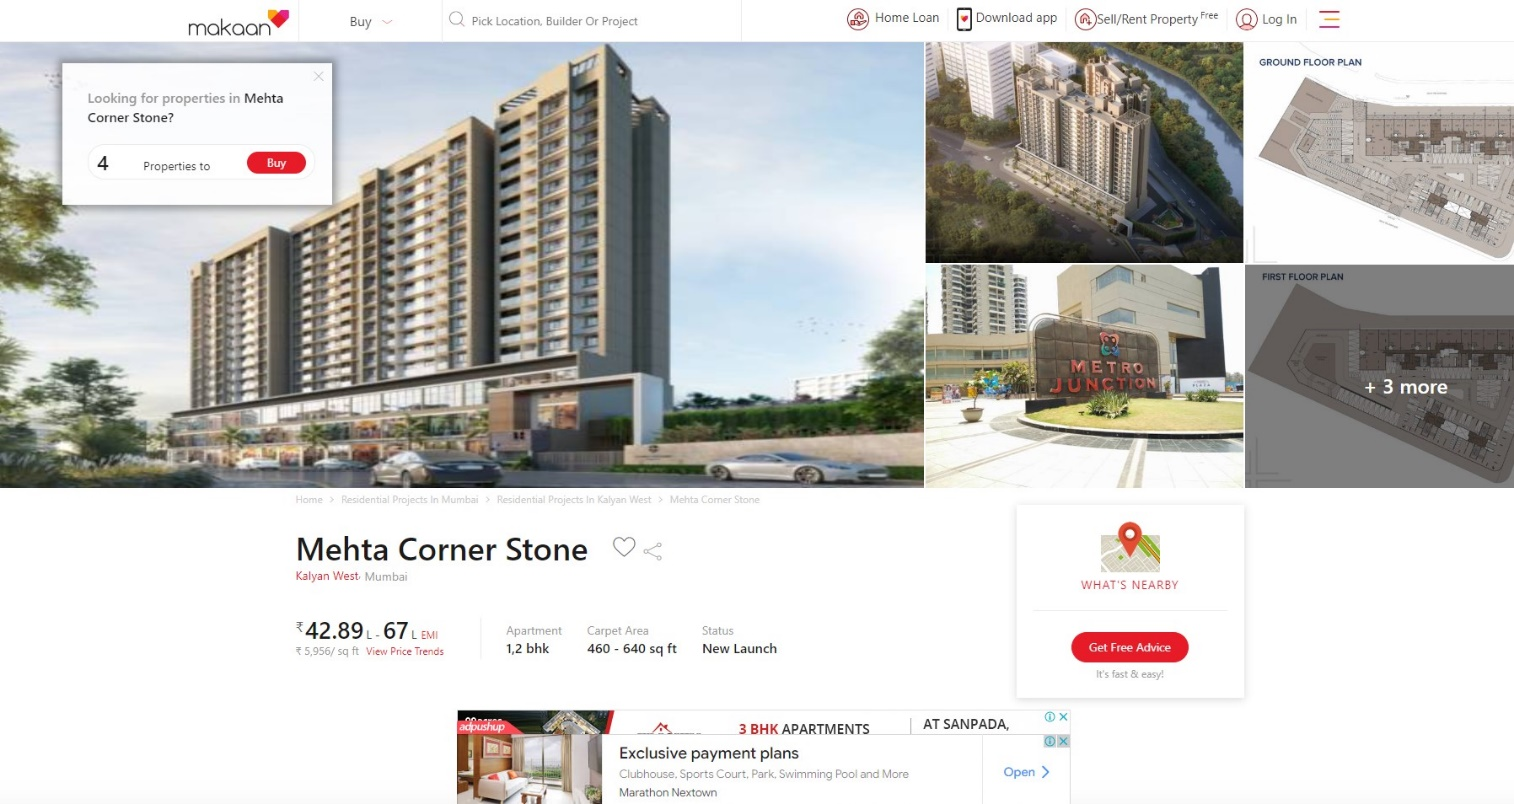 makaan
Buy
Pick Location, Builder Or Project
Home Loan
Download app
Sell/Rent Property Free
Log In
Looking for properties in Mehta
Corner Stone?
4 Properties to Buy
GROUND FLOOR PLAN
METRO
JUNCTION
FIRST FLOOR PLAN
+ 3 more
Home > Residential Projects In Mumbai > Residential Projects In Kalyan West > Mehta Corner Stone
Mehta Corner Stone
Kalyan West, Mumbai
₹ 42.89 L - 67 L EMI
₹ 5,956/ sq ft View Price Trends
Apartment
1,2 bhk
Carpet Area
460 - 640 sq ft
Status
New Launch
WHAT'S NEARBY
Get Free Advice
It's fast & easy!
adpushup
3 BHK APARTMENTS
AT SANPADA,
Exclusive payment plans
Clubhouse, Sports Court, Park, Swimming Pool and More
Marathon Nextown
Open